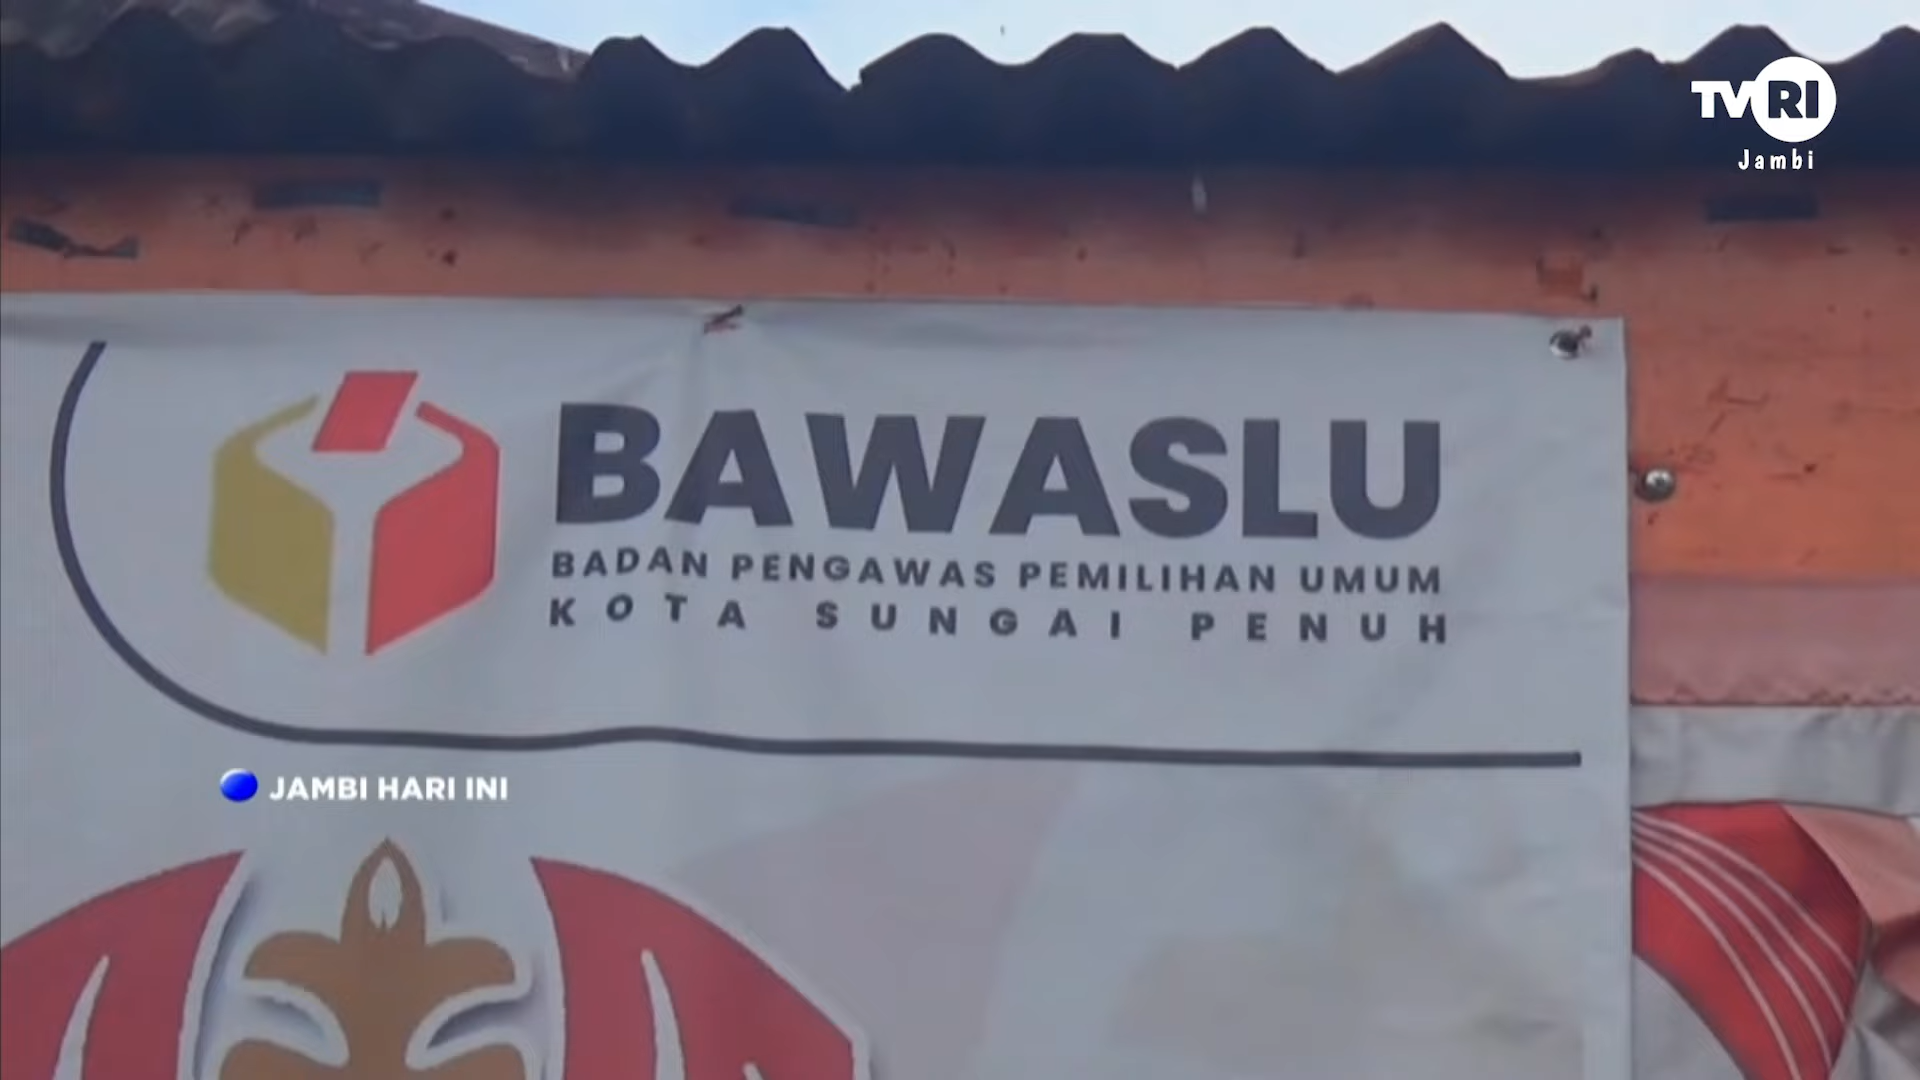 TVRI
Jambi
BAWASLU
BADAN PENGAWAS PEMILIHAN UMUM
KOTA SUNGAI PENUH
JAMBI HARI INI